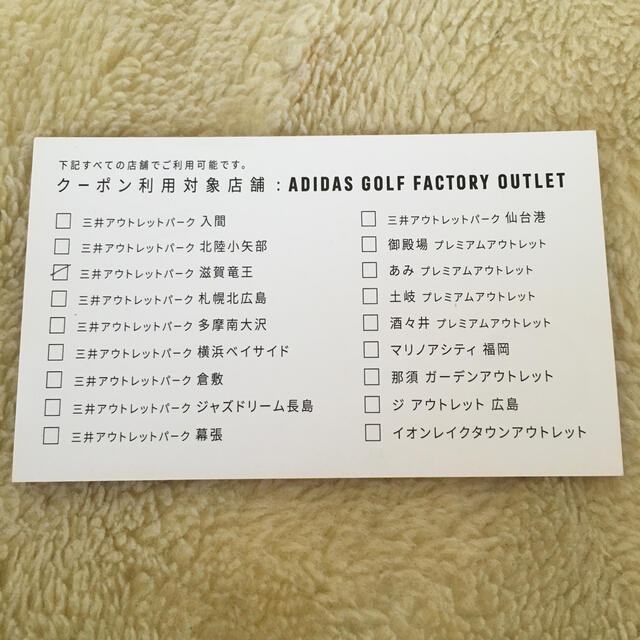 下記すべての店舗でご利用可能です。
クーポン利用対象店舗 : ADIDAS GOLF FACTORY OUTLET
三井アウトレットパーク 入間
三井アウトレットパーク 北陸小矢部
三井アウトレットパーク 滋賀竜王
三井アウトレットパーク 札幌北広島
三井アウトレットパーク 多摩南大沢
三井アウトレットパーク 横浜ベイサイド
三井アウトレットパーク 倉敷
三井アウトレットパーク ジャズドリーム長島
三井アウトレットパーク 幕張
三井アウトレットパーク 仙台港
御殿場 プレミアムアウトレット
あみ プレミアムアウトレット
土岐 プレミアムアウトレット
酒々井 プレミアムアウトレット
マリノアシティ 福岡
那須 ガーデンアウトレット
ジ アウトレット 広島
イオンレイクタウンアウトレット